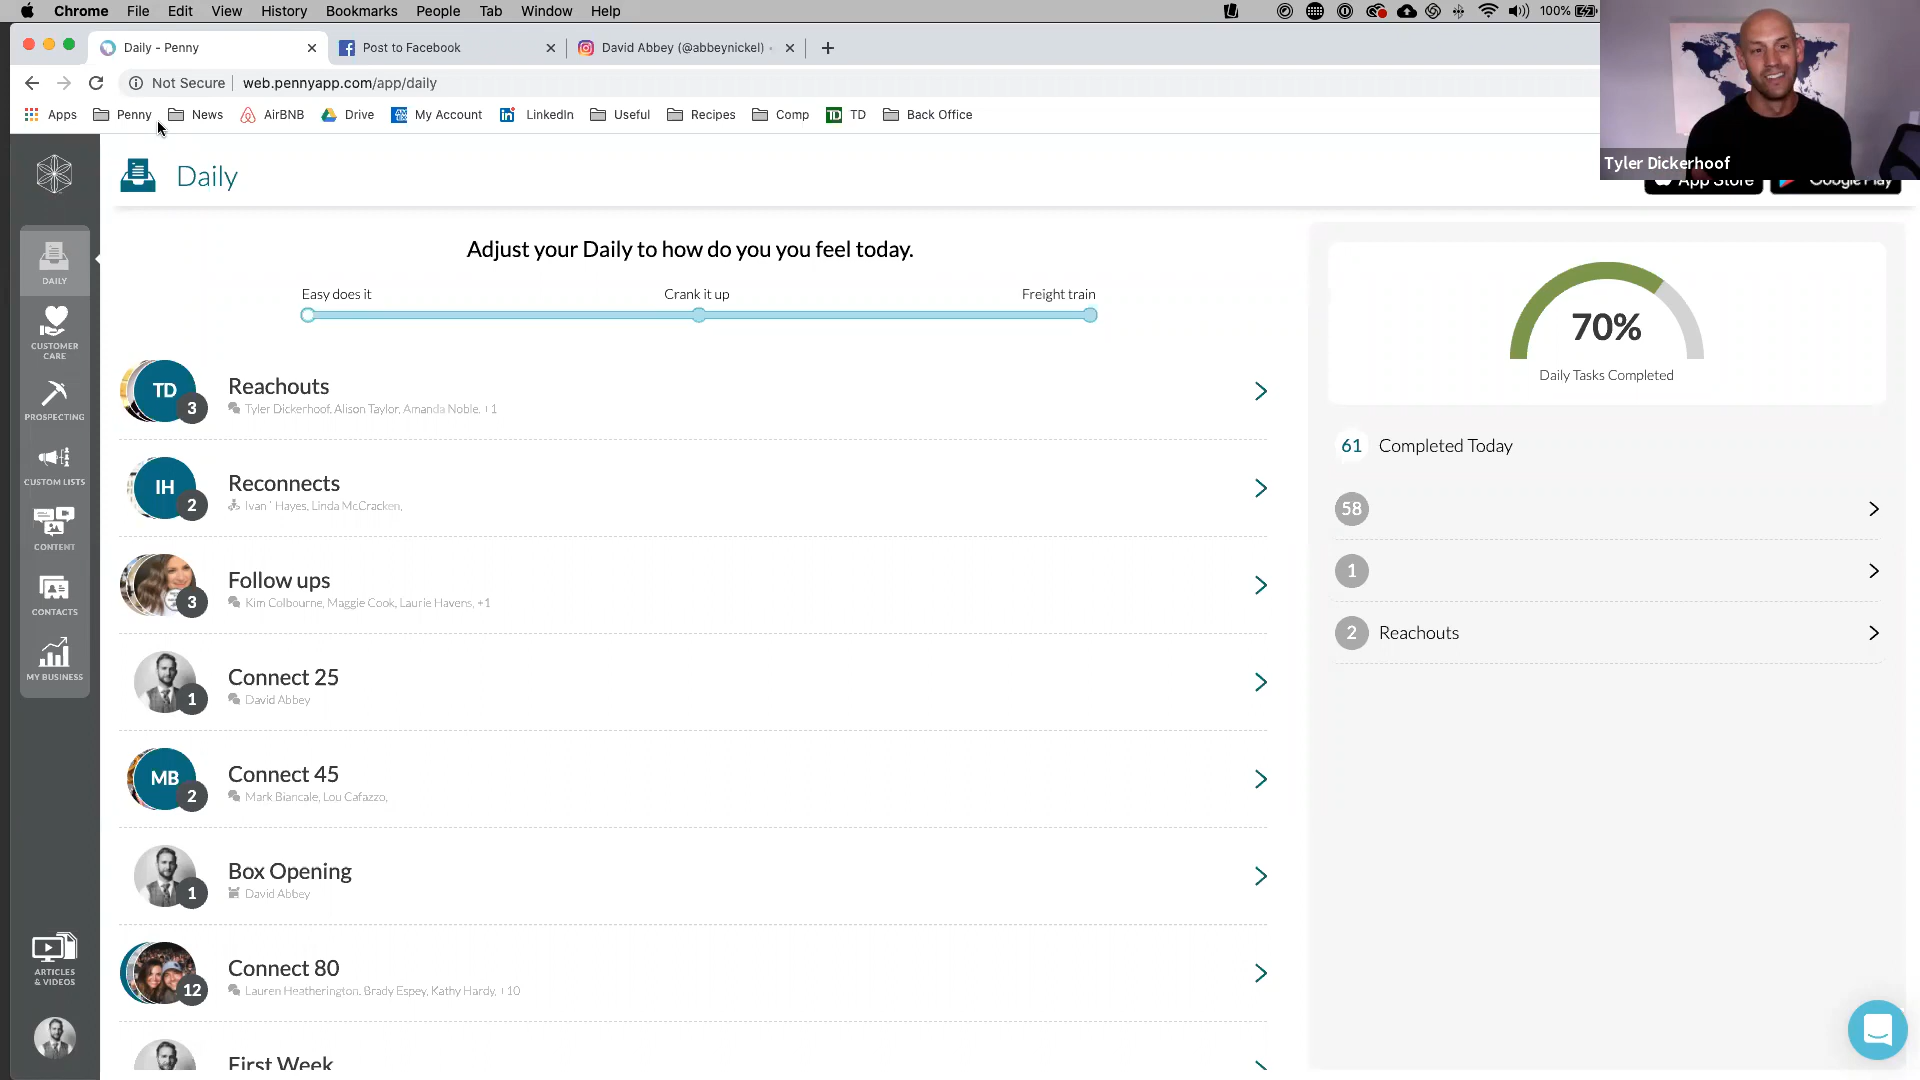 Chrome File Edit View History Bookmarks People Tab Window Help
100%
Daily - Penny
Post to Facebook
David Abbey (@abbeynickel) •
Not Secure
web.pennyapp.com/app/daily
Apps Penny News AirBNB Drive My Account LinkedIn Useful Recipes Comp TD Back Office
Tyler Dickerhoof
App Store
Google Play
Daily
DAILY
CUSTOMER
CARE
PROSPECTING
CUSTOM LISTS
CONTENT
CONTACTS
MY BUSINESS
ARTICLES
& VIDEOS
Adjust your Daily to how do you you feel today.
Easy does it
Crank it up
Freight train
TD
3
Reachouts
Tyler Dickerhoof, Alison Taylor, Amanda Noble, +1
IH
2
Reconnects
Ivan ' Hayes, Linda McCracken,
3
Follow ups
Kim Colbourne, Maggie Cook, Laurie Havens, +1
1
Connect 25
David Abbey
MB
2
Connect 45
Mark Biancale, Lou Cafazzo,
1
Box Opening
David Abbey
12
Connect 80
Lauren Heatherington, Brady Espey, Kathy Hardy, +10
First Week
70%
Daily Tasks Completed
61 Completed Today
58
1
2 Reachouts